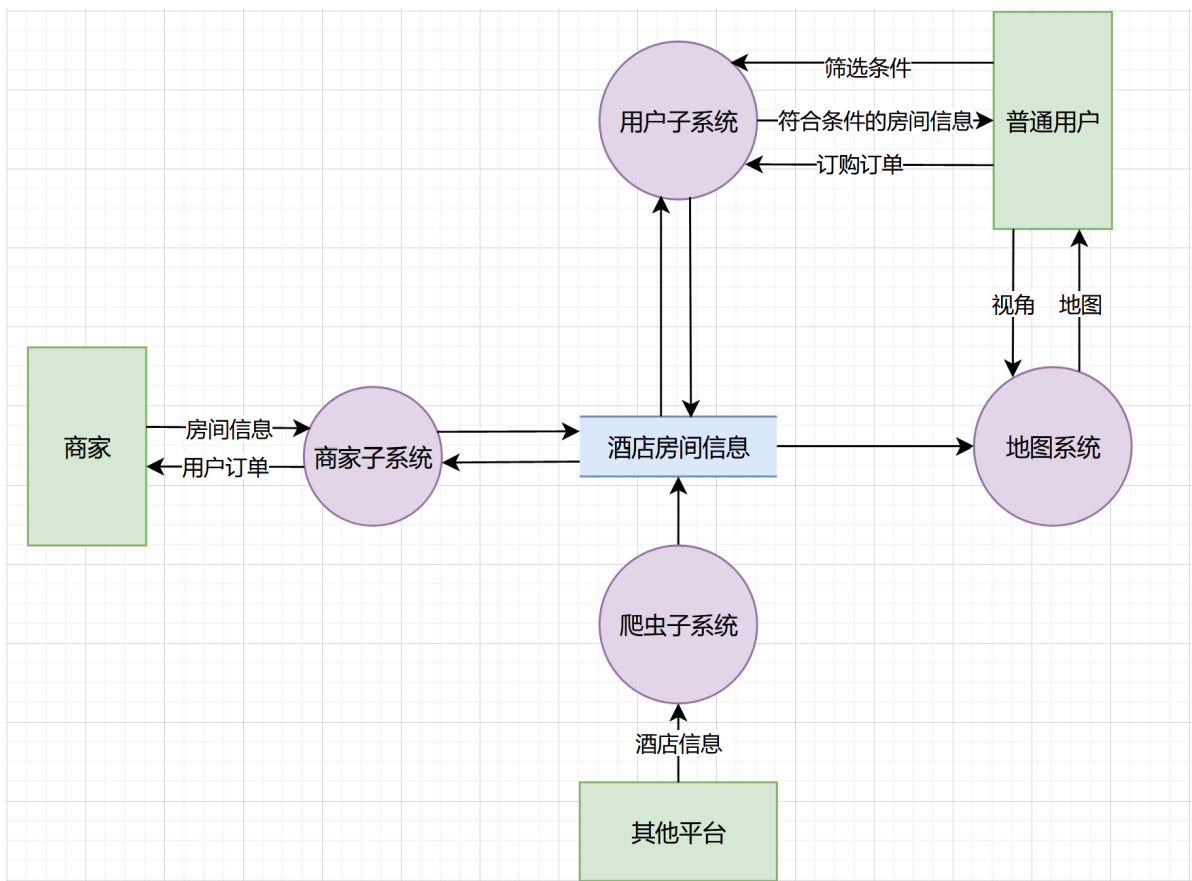 筛选条件
用户子系统
符合条件的房间信息
普通用户
订购订单
视角
地图
商家
房间信息
用户订单
商家子系统
酒店房间信息
地图系统
爬虫子系统
酒店信息
其他平台